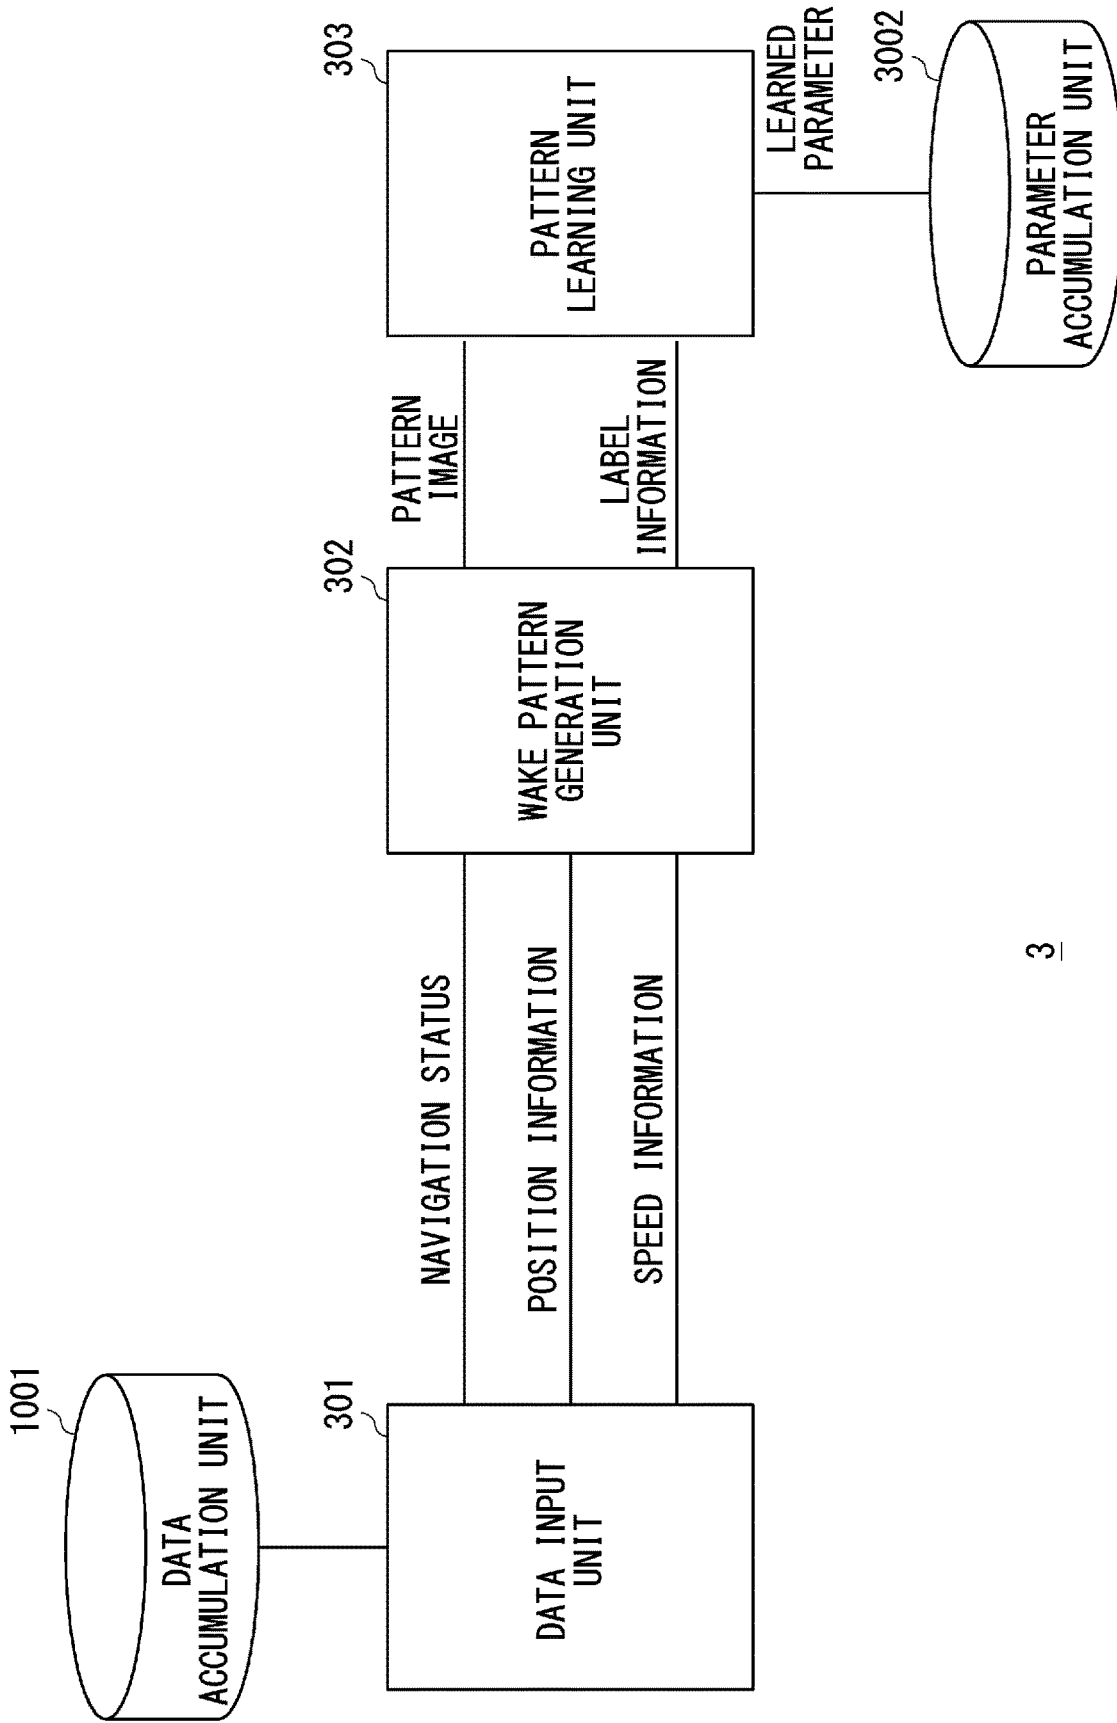 1001
DATA
ACCUMULATION UNIT
301
DATA INPUT
UNIT
NAVIGATION STATUS
POSITION INFORMATION
SPEED INFORMATION
302
WAKE PATTERN
GENERATION
UNIT
PATTERN
IMAGE
LABEL
INFORMATION
303
PATTERN
LEARNING UNIT
LEARNED
PARAMETER
3002
PARAMETER
ACCUMULATION UNIT
3